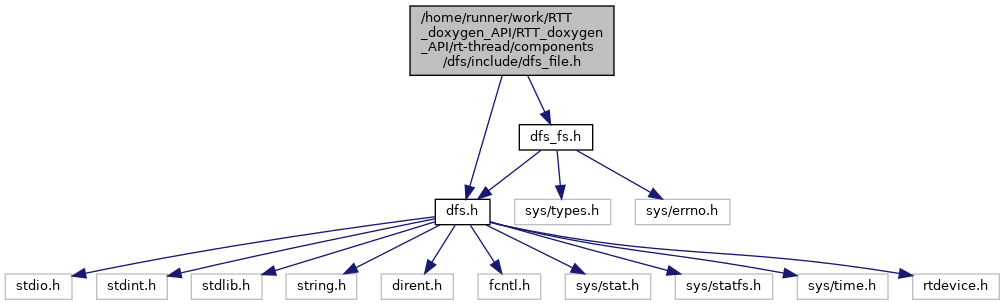 /home/runner/work/RTT
_doxygen_API/RTT_doxygen
_API/rt-thread/components
/dfs/include/dfs_file.h
dfs_fs.h
dfs.h
sys/types.h
sys/errno.h
stdio.h
stdint.h
stdlib.h
string.h
dirent.h
fcntl.h
sys/stat.h
sys/statfs.h
sys/time.h
rtdevice.h